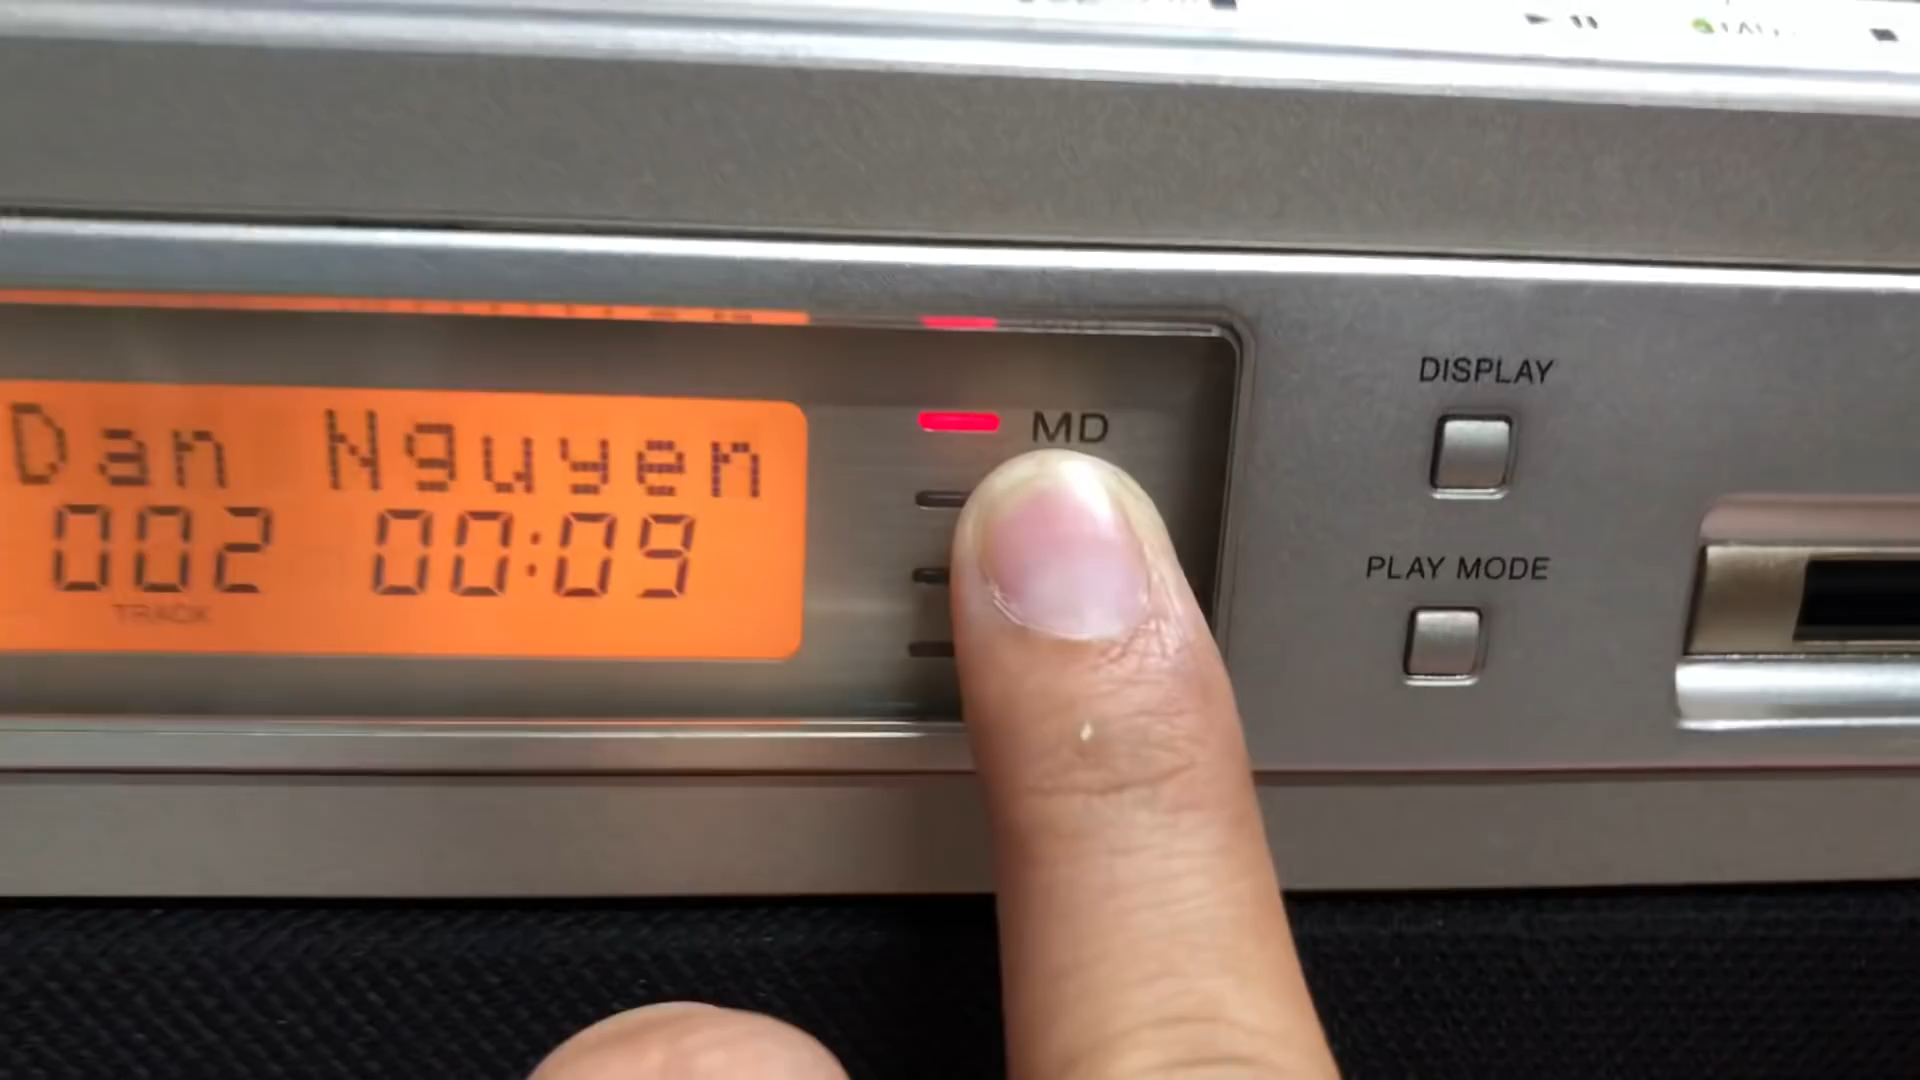 Dan Nguyen
002 00:09
TRACK
MD
DISPLAY
PLAY MODE